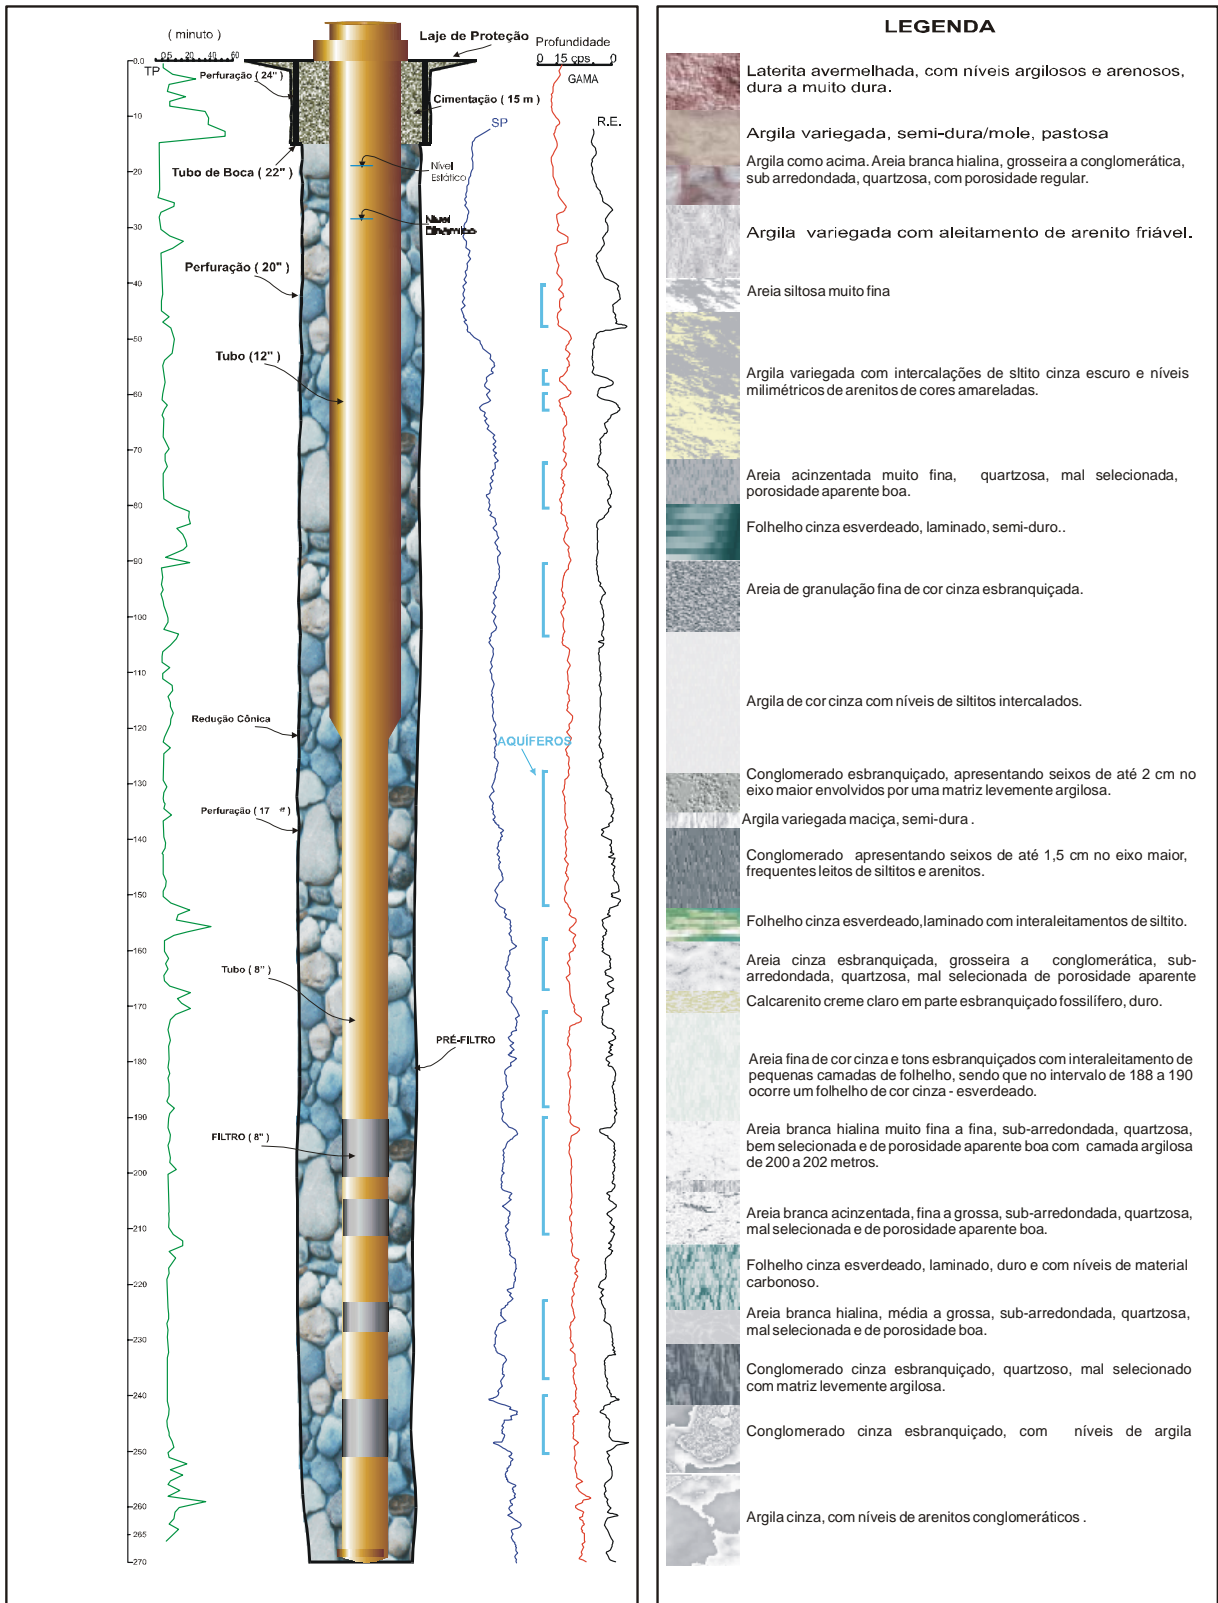 ( minuto )
0,5 20 40 60
TP
Laje de Proteção
Profundidade
0 15 cps 0
GAMA
Perfuração ( 24" )
Cimentação ( 15 m )
SP
R.E.
Tubo de Boca ( 22" )
Nível
Estático
Nível
Dinâmico
Perfuração ( 20" )
Tubo (12" )
Redução Cônica
AQUÍFEROS
Perfuração ( 17 " )
Tubo ( 8" )
PRÉ-FILTRO
FILTRO ( 8" )
0.0
10
20
30
40
50
60
70
80
90
100
110
120
130
140
150
160
170
180
190
200
210
220
230
240
250
260
265
270
LEGENDA
Laterita avermelhada, com níveis argilosos e arenosos,
dura a muito dura.
Argila variegada, semi-dura/mole, pastosa
Argila como acima. Areia branca hialina, grosseira a conglomerática,
sub arredondada, quartzosa, com porosidade regular.
Argila variegada com aleitamento de arenito friável.
Areia siltosa muito fina
Argila variegada com intercalações de sltito cinza escuro e níveis
milimétricos de arenitos de cores amareladas.
Areia acinzentada muito fina, quartzosa, mal selecionada,
porosidade aparente boa.
Folhelho cinza esverdeado, laminado, semi-duro..
Areia de granulação fina de cor cinza esbranquiçada.
Argila de cor cinza com níveis de siltitos intercalados.
Conglomerado esbranquiçado, apresentando seixos de até 2 cm no
eixo maior envolvidos por uma matriz levemente argilosa.
Argila variegada maciça, semi-dura .
Conglomerado apresentando seixos de até 1,5 cm no eixo maior,
frequentes leitos de siltitos e arenitos.
Folhelho cinza esverdeado,laminado com interaleitamentos de siltito.
Areia cinza esbranquiçada, grosseira a conglomerática, sub-
arredondada, quartzosa, mal selecionada de porosidade aparente
Calcarenito creme claro em parte esbranquiçado fossilífero, duro.
Areia fina de cor cinza e tons esbranquiçados com interaleitamento de
pequenas camadas de folhelho, sendo que no intervalo de 188 a 190
ocorre um folhelho de cor cinza - esverdeado.
Areia branca hialina muito fina a fina, sub-arredondada, quartzosa,
bem selecionada e de porosidade aparente boa com camada argilosa
de 200 a 202 metros.
Areia branca acinzentada, fina a grossa, sub-arredondada, quartzosa,
mal selecionada e de porosidade aparente boa.
Folhelho cinza esverdeado, laminado, duro e com níveis de material
carbonoso.
Areia branca hialina, média a grossa, sub-arredondada, quartzosa,
mal selecionada e de porosidade boa.
Conglomerado cinza esbranquiçado, quartzoso, mal selecionado
com matriz levemente argilosa.
Conglomerado cinza esbranquiçado, com níveis de argila
Argila cinza, com níveis de arenitos conglomeráticos .